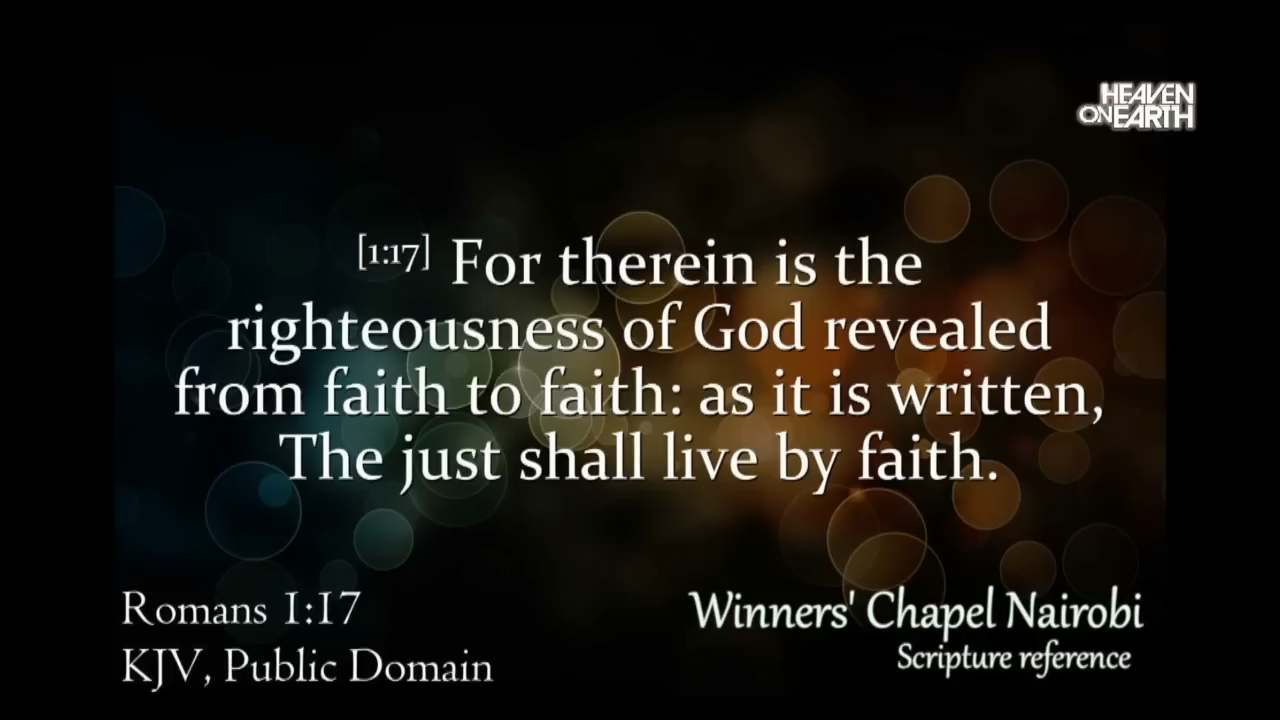 HEAVEN
ON EARTH
[1:17] For therein is the
righteousness of God revealed
from faith to faith: as it is written,
The just shall live by faith.
Romans 1:17
KJV, Public Domain
Winners' Chapel Nairobi
Scripture reference